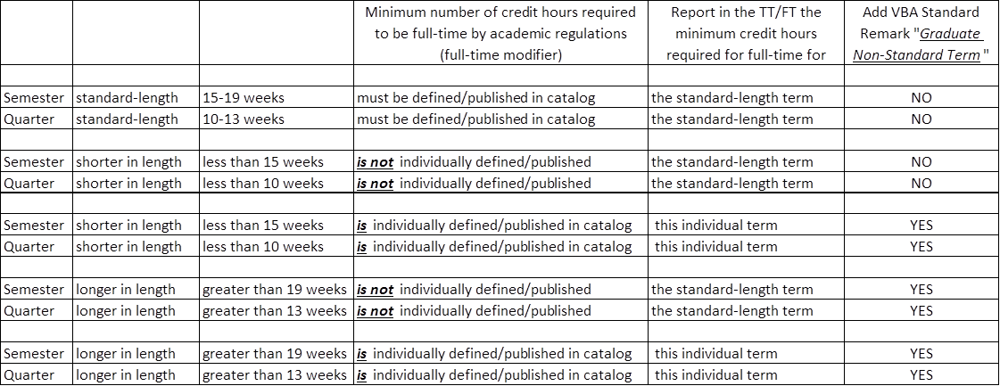 Minimum number of credit hours required to be full-time by academic regulations (full-time modifier) Report in the TT/FT the minimum credit hours required for full-time for Add VBA Standard Remark "Graduate Non-Standard Term"
Semester standard-length 15-19 weeks must be defined/published in catalog the standard-length term NO
Quarter standard-length 10-13 weeks must be defined/published in catalog the standard-length term NO
Semester shorter in length less than 15 weeks is not individually defined/published the standard-length term NO
Quarter shorter in length less than 10 weeks is not individually defined/published the standard-length term NO
Semester shorter in length less than 15 weeks is individually defined/published in catalog this individual term YES
Quarter shorter in length less than 10 weeks is individually defined/published in catalog this individual term YES
Semester longer in length greater than 19 weeks is not individually defined/published the standard-length term YES
Quarter longer in length greater than 13 weeks is not individually defined/published the standard-length term YES
Semester longer in length greater than 19 weeks is individually defined/published in catalog this individual term YES
Quarter longer in length greater than 13 weeks is individually defined/published in catalog this individual term YES